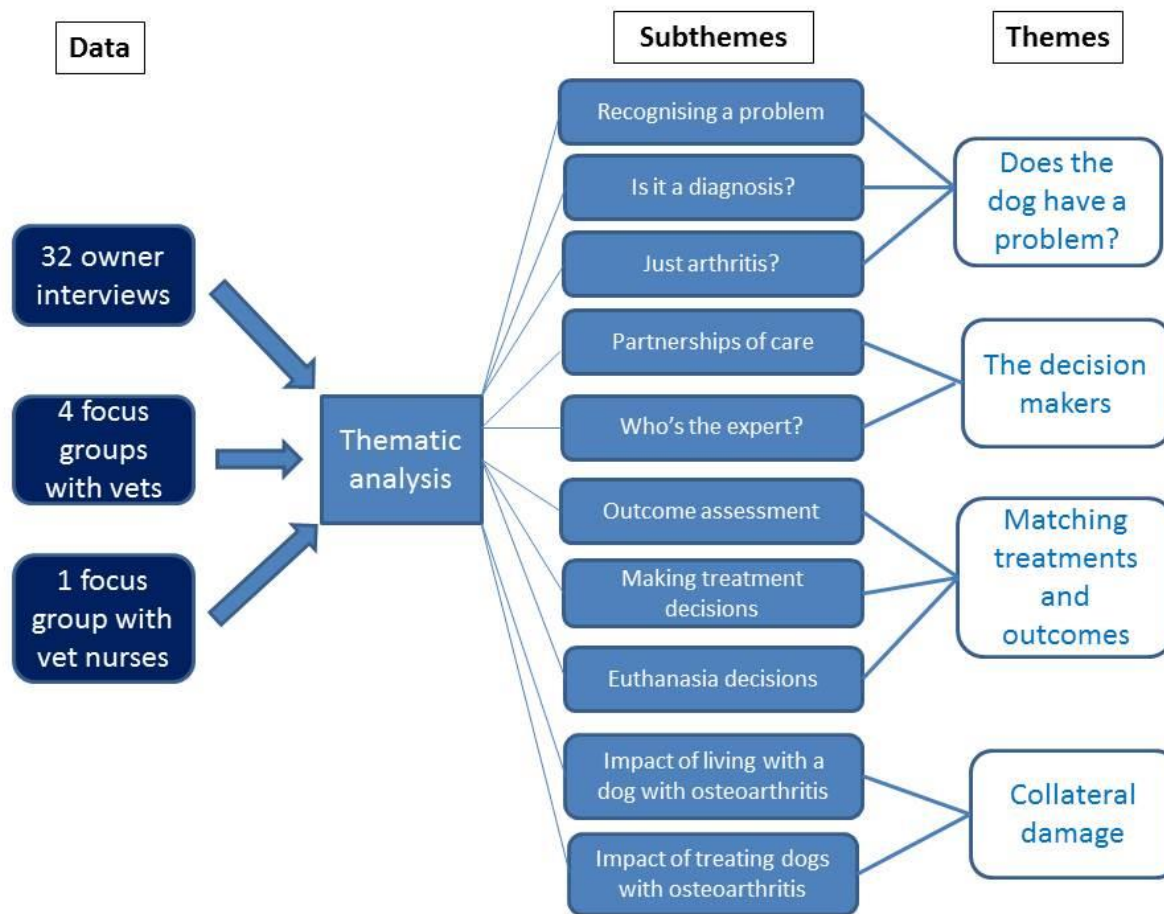 Data
Subthemes
Themes
32 owner
interviews
4 focus
groups
with vets
1 focus
group with
vet nurses
Thematic
analysis
Recognising a problem
Is it a diagnosis?
Just arthritis?
Partnerships of care
Who's the expert?
Outcome assessment
Making treatment
decisions
Euthanasia decisions
Impact of living with a
dog with osteoarthritis
Impact of treating dogs
with osteoarthritis
Does the
dog have a
problem?
The decision
makers
Matching
treatments
and
outcomes
Collateral
damage